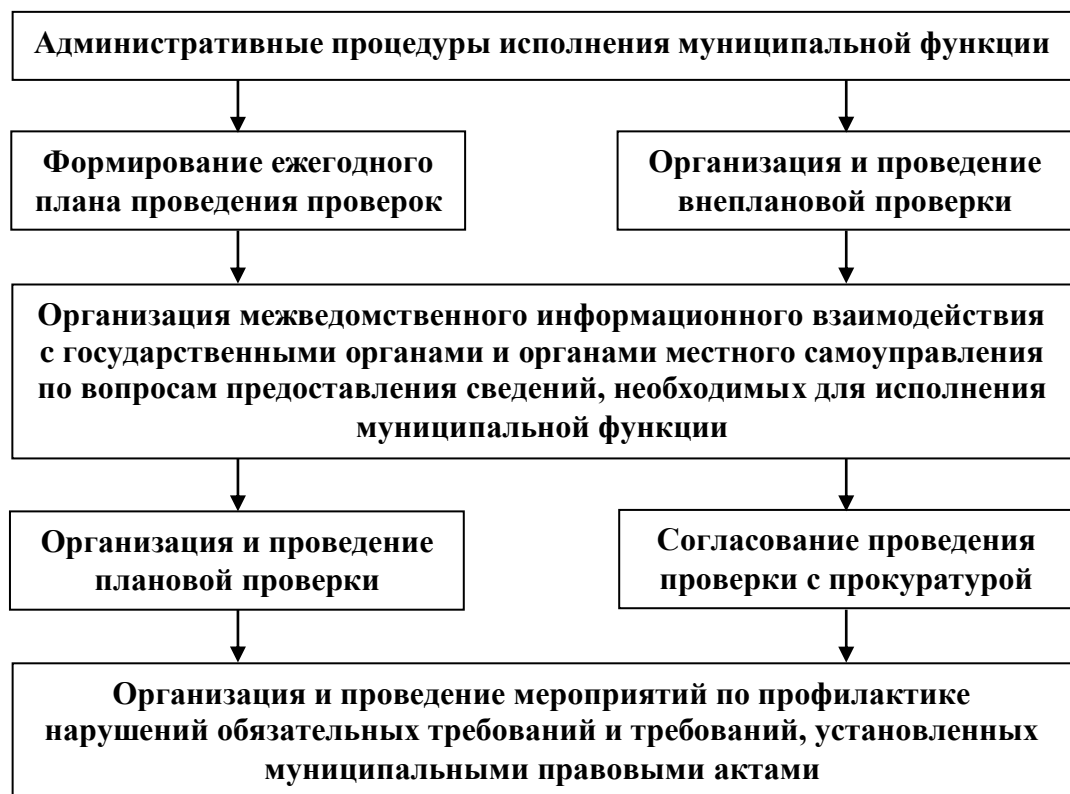 Административные процедуры исполнения муниципальной функции
Формирование ежегодного
плана проведения проверок
Организация и проведение
внеплановой проверки
Организация межведомственного информационного взаимодействия
с государственными органами и органами местного самоуправления
по вопросам предоставления сведений, необходимых для исполнения
муниципальной функции
Организация и проведение
плановой проверки
Согласование проведения
проверки с прокуратурой
Организация и проведение мероприятий по профилактике
нарушений обязательных требований и требований, установленных
муниципальными правовыми актами